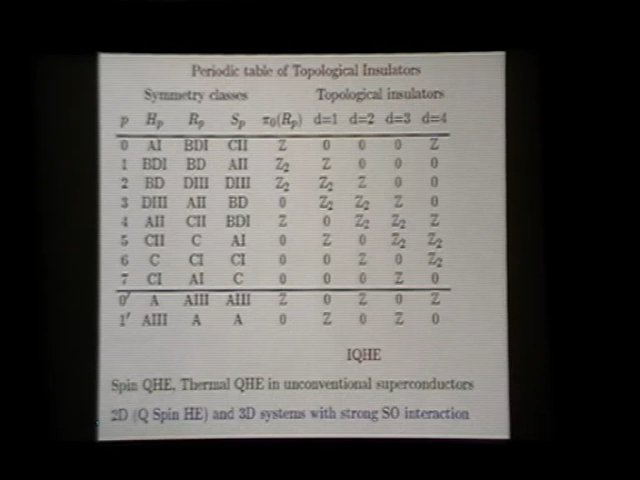 Periodic table of Topological Insulators
Symmetry classes Topological insulators
p H_p R_p S_p π_0(R_p) d=1 d=2 d=3 d=4
0 AI BDI CII Z 0 0 0 Z
1 BDI BD AII Z_2 Z 0 0 0
2 BD DIII DIII Z_2 Z_2 Z 0 0
3 DIII AII BD 0 Z_2 Z_2 Z 0
4 AII CII BDI Z 0 Z_2 Z_2 Z
5 CII C AI 0 Z 0 Z_2 Z_2
6 C CI CI 0 0 Z 0 Z_2
7 CI AI C 0 0 0 Z 0
0′ A AIII AIII Z 0 Z 0 Z
1′ AIII A A 0 Z 0 Z 0
IQHE
Spin QHE, Thermal QHE in unconventional superconductors
2D (Q Spin HE) and 3D systems with strong SO interaction